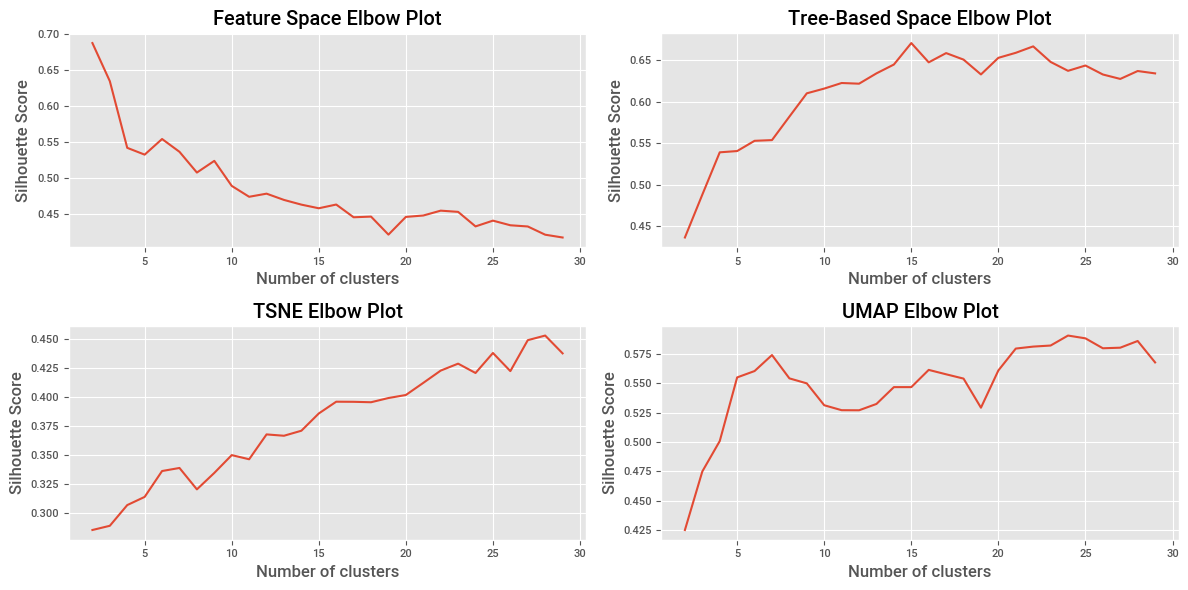 Feature Space Elbow Plot
Silhouette Score
0.70
0.65
0.60
0.55
0.50
0.45
5 10 15 20 25 30
Number of clusters
Tree-Based Space Elbow Plot
Silhouette Score
0.65
0.60
0.55
0.50
0.45
5 10 15 20 25 30
Number of clusters
TSNE Elbow Plot
Silhouette Score
0.450
0.425
0.400
0.375
0.350
0.325
0.300
5 10 15 20 25 30
Number of clusters
UMAP Elbow Plot
Silhouette Score
0.575
0.550
0.525
0.500
0.475
0.450
0.425
5 10 15 20 25 30
Number of clusters